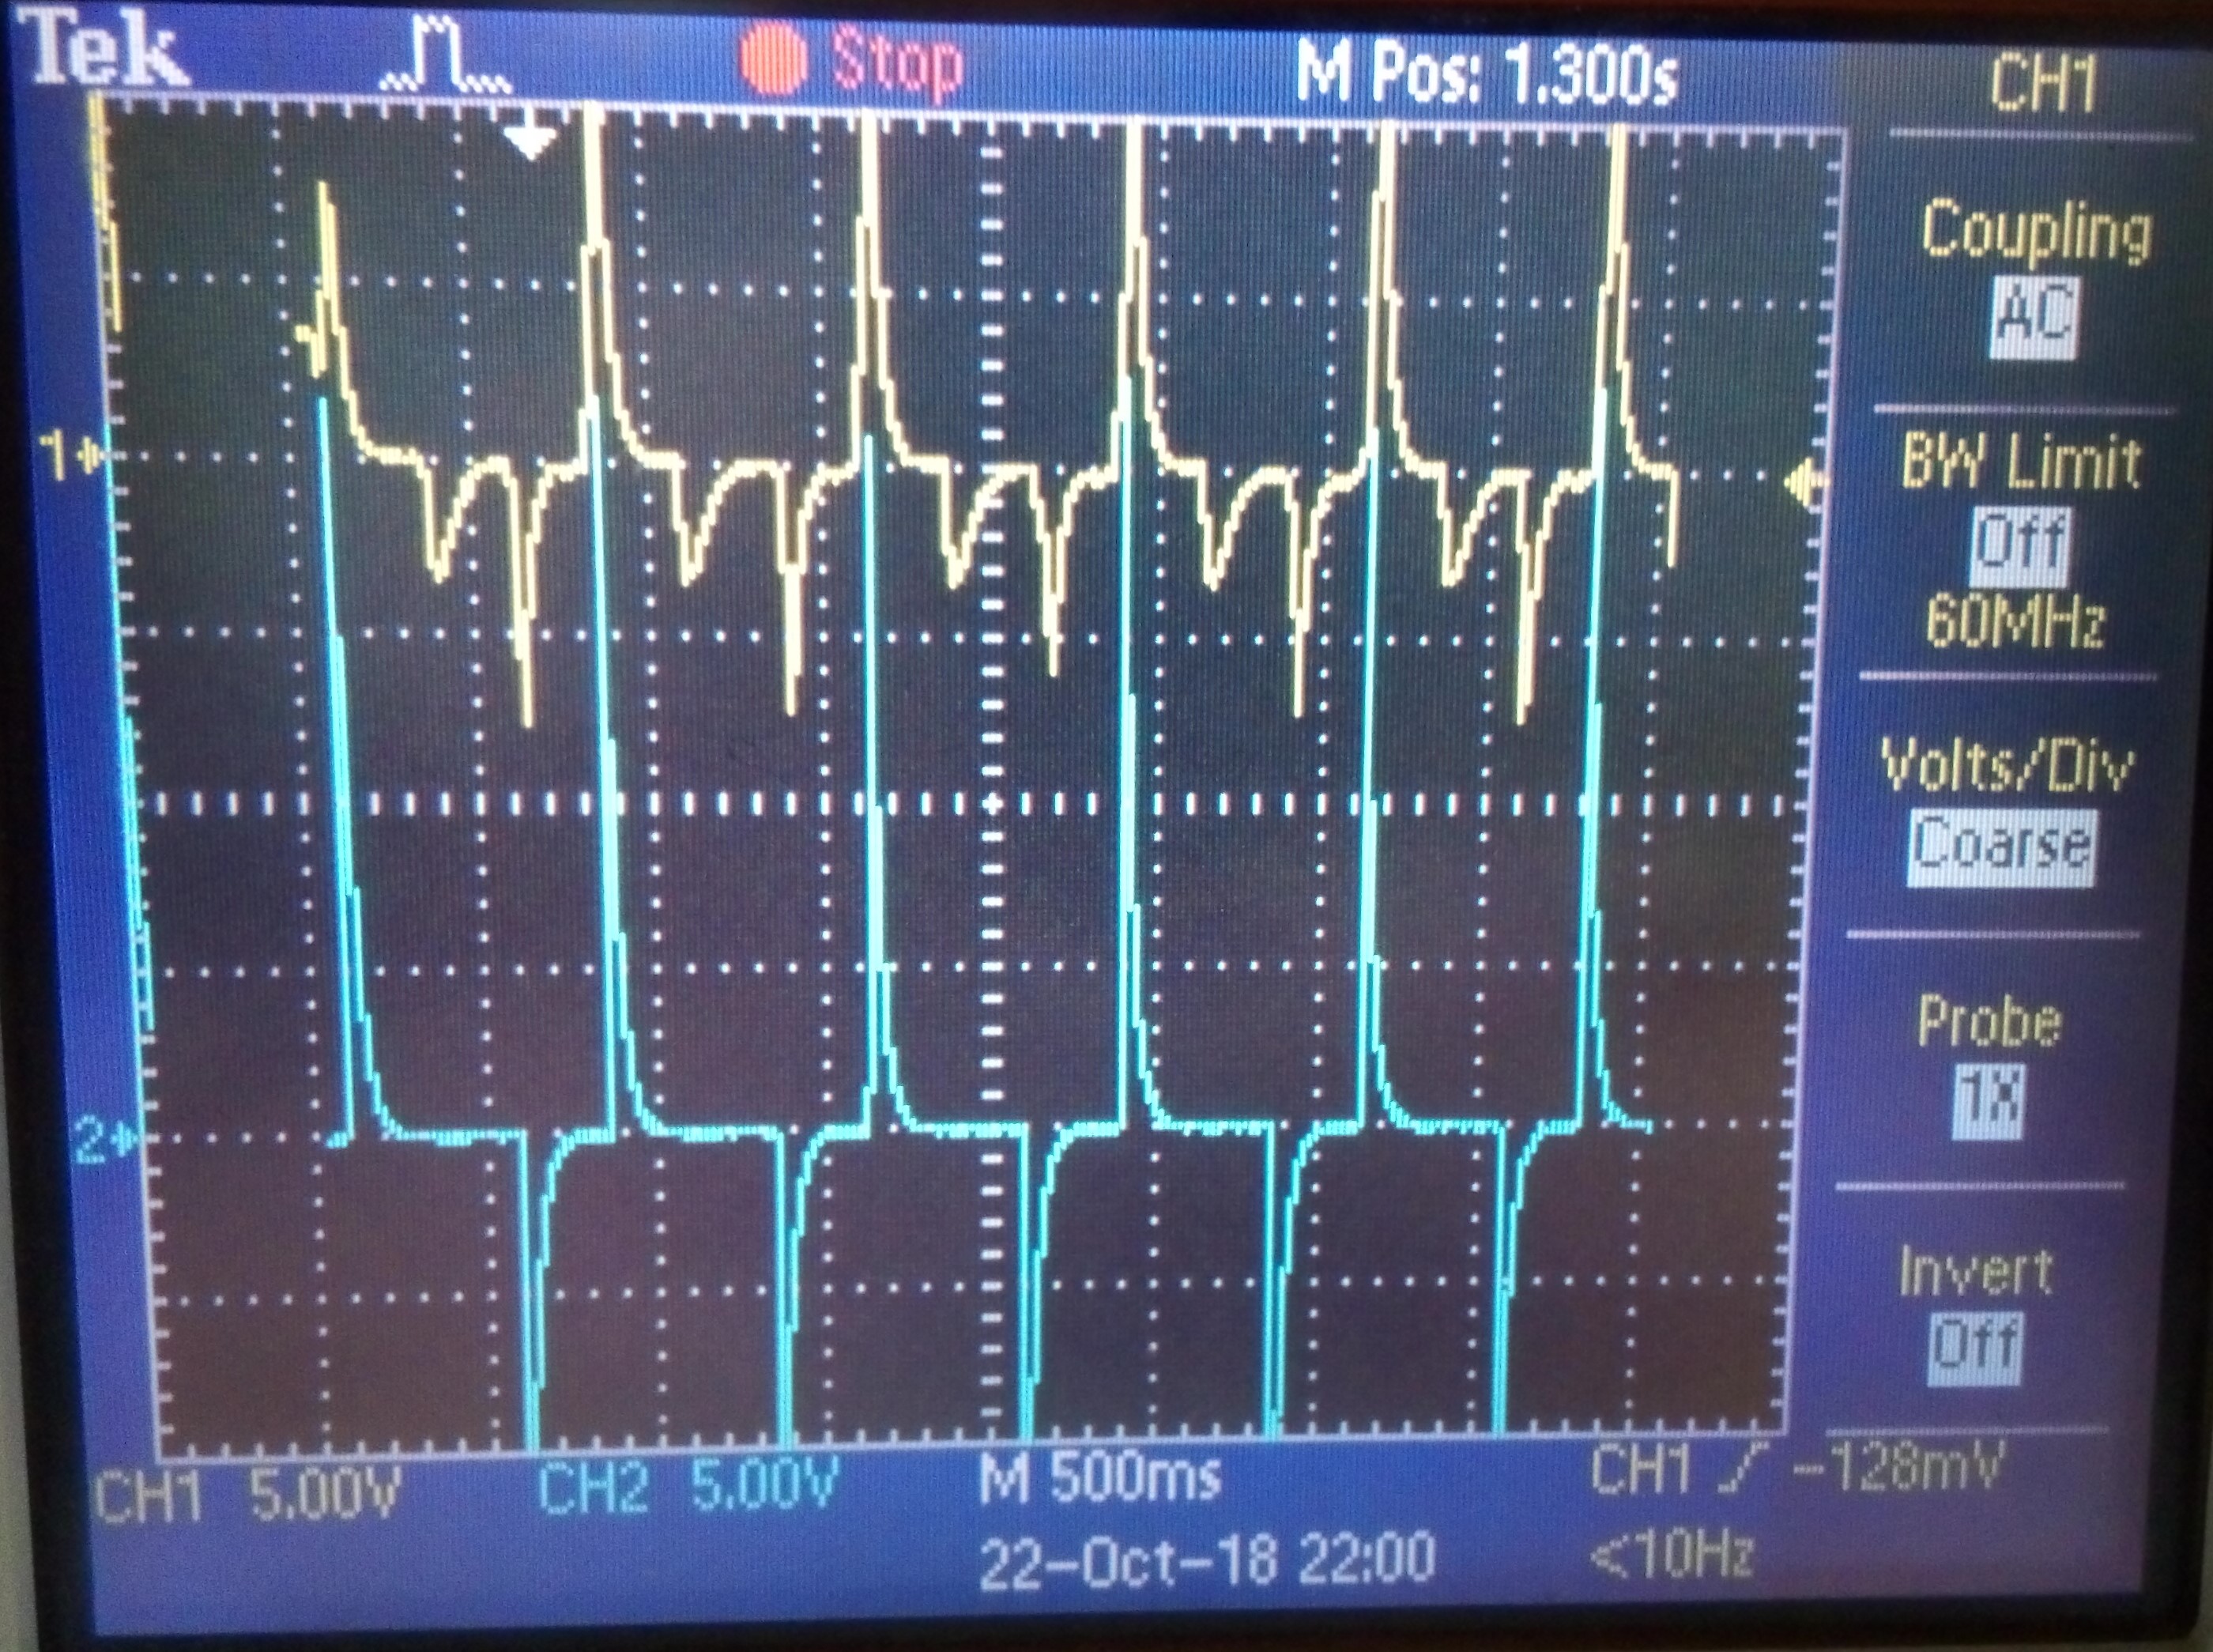 Tek Stop M Pos: 1.300s CH1
Coupling
AC
1
BW Limit
Off
60MHz
Volts/Div
Coarse
Probe
1X
2
Invert
Off
CH1 5.00V CH2 5.00V M 500ms CH1 -128mV
22-Oct-18 22:00 <10Hz